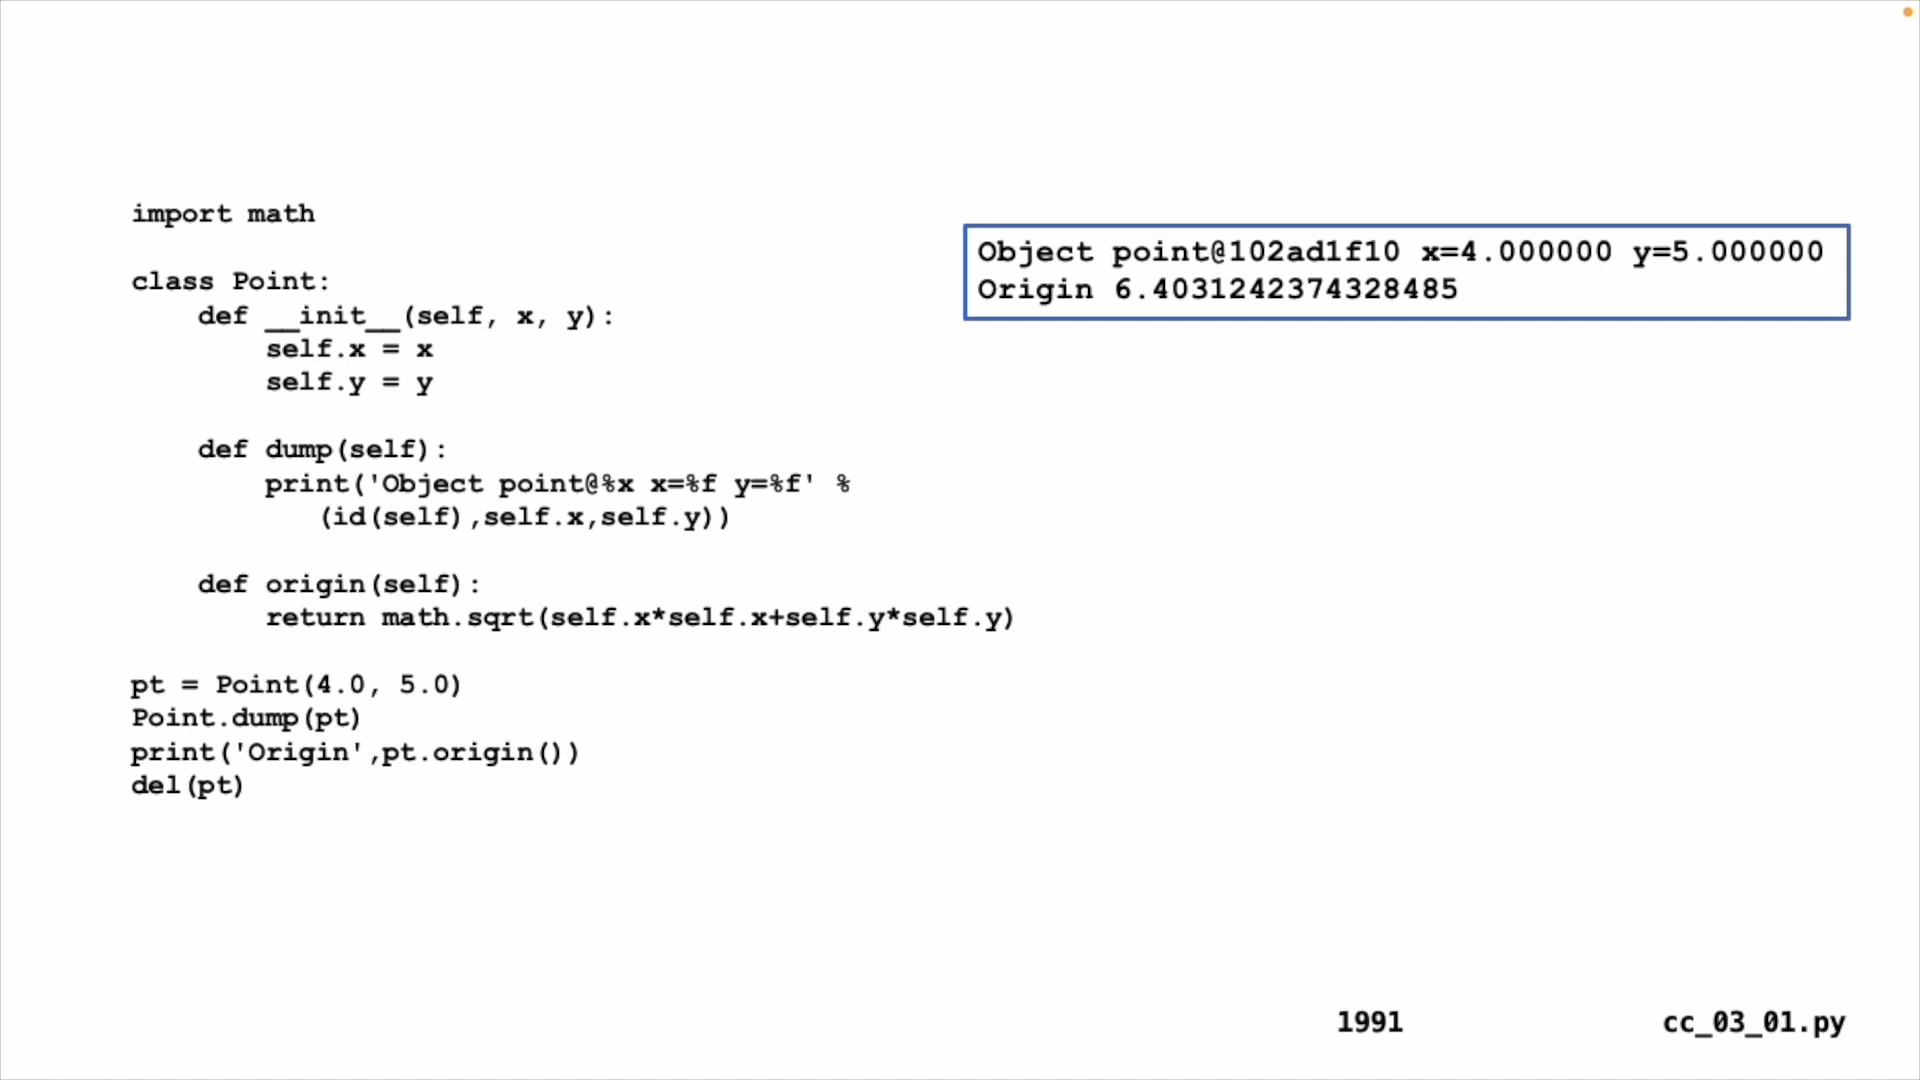 import math
class Point:
    def __init__(self, x, y):
        self.x = x
        self.y = y
    def dump(self):
        print('Object point@%x x=%f y=%f' %
           (id(self),self.x,self.y))
    def origin(self):
        return math.sqrt(self.x*self.x+self.y*self.y)
pt = Point(4.0, 5.0)
Point.dump(pt)
print('Origin',pt.origin())
del(pt)
Object point@102ad1f10 x=4.000000 y=5.000000
Origin 6.4031242374328485
1991
cc_03_01.py